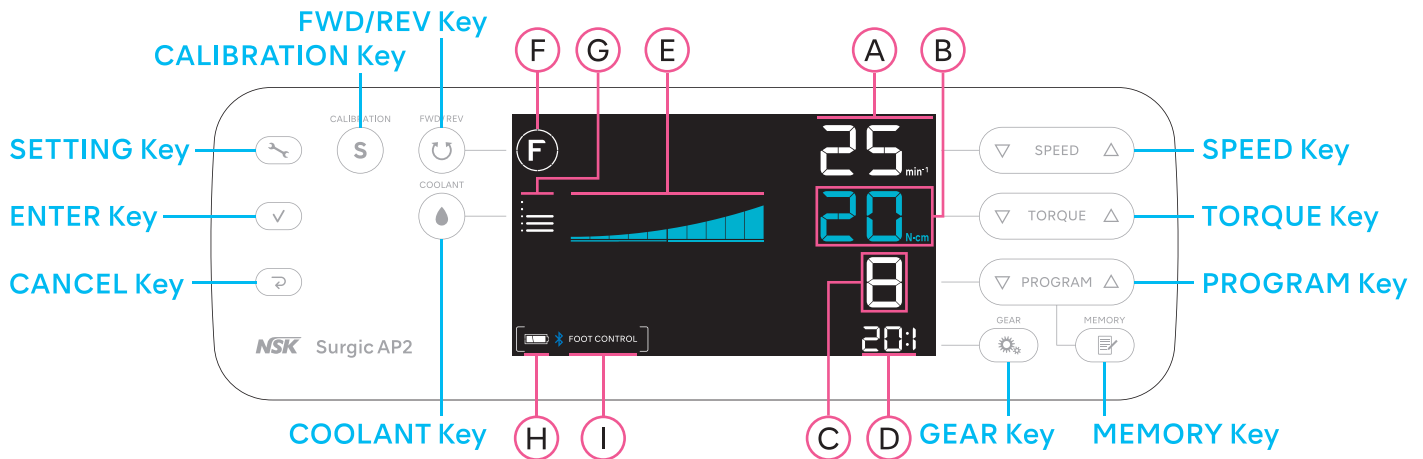 FWD/REV Key
CALIBRATION Key
F G E A B
CALIBRATION FWD/REV
S
F
25 min-1
SETTING Key
SPEED
SPEED Key
COOLANT
ENTER Key
20 N·cm
TORQUE
TORQUE Key
CANCEL Key
8
PROGRAM
PROGRAM Key
GEAR MEMORY
NSK Surgic AP2
FOOT CONTROL
20:1
COOLANT Key
H I C D
GEAR Key
MEMORY Key